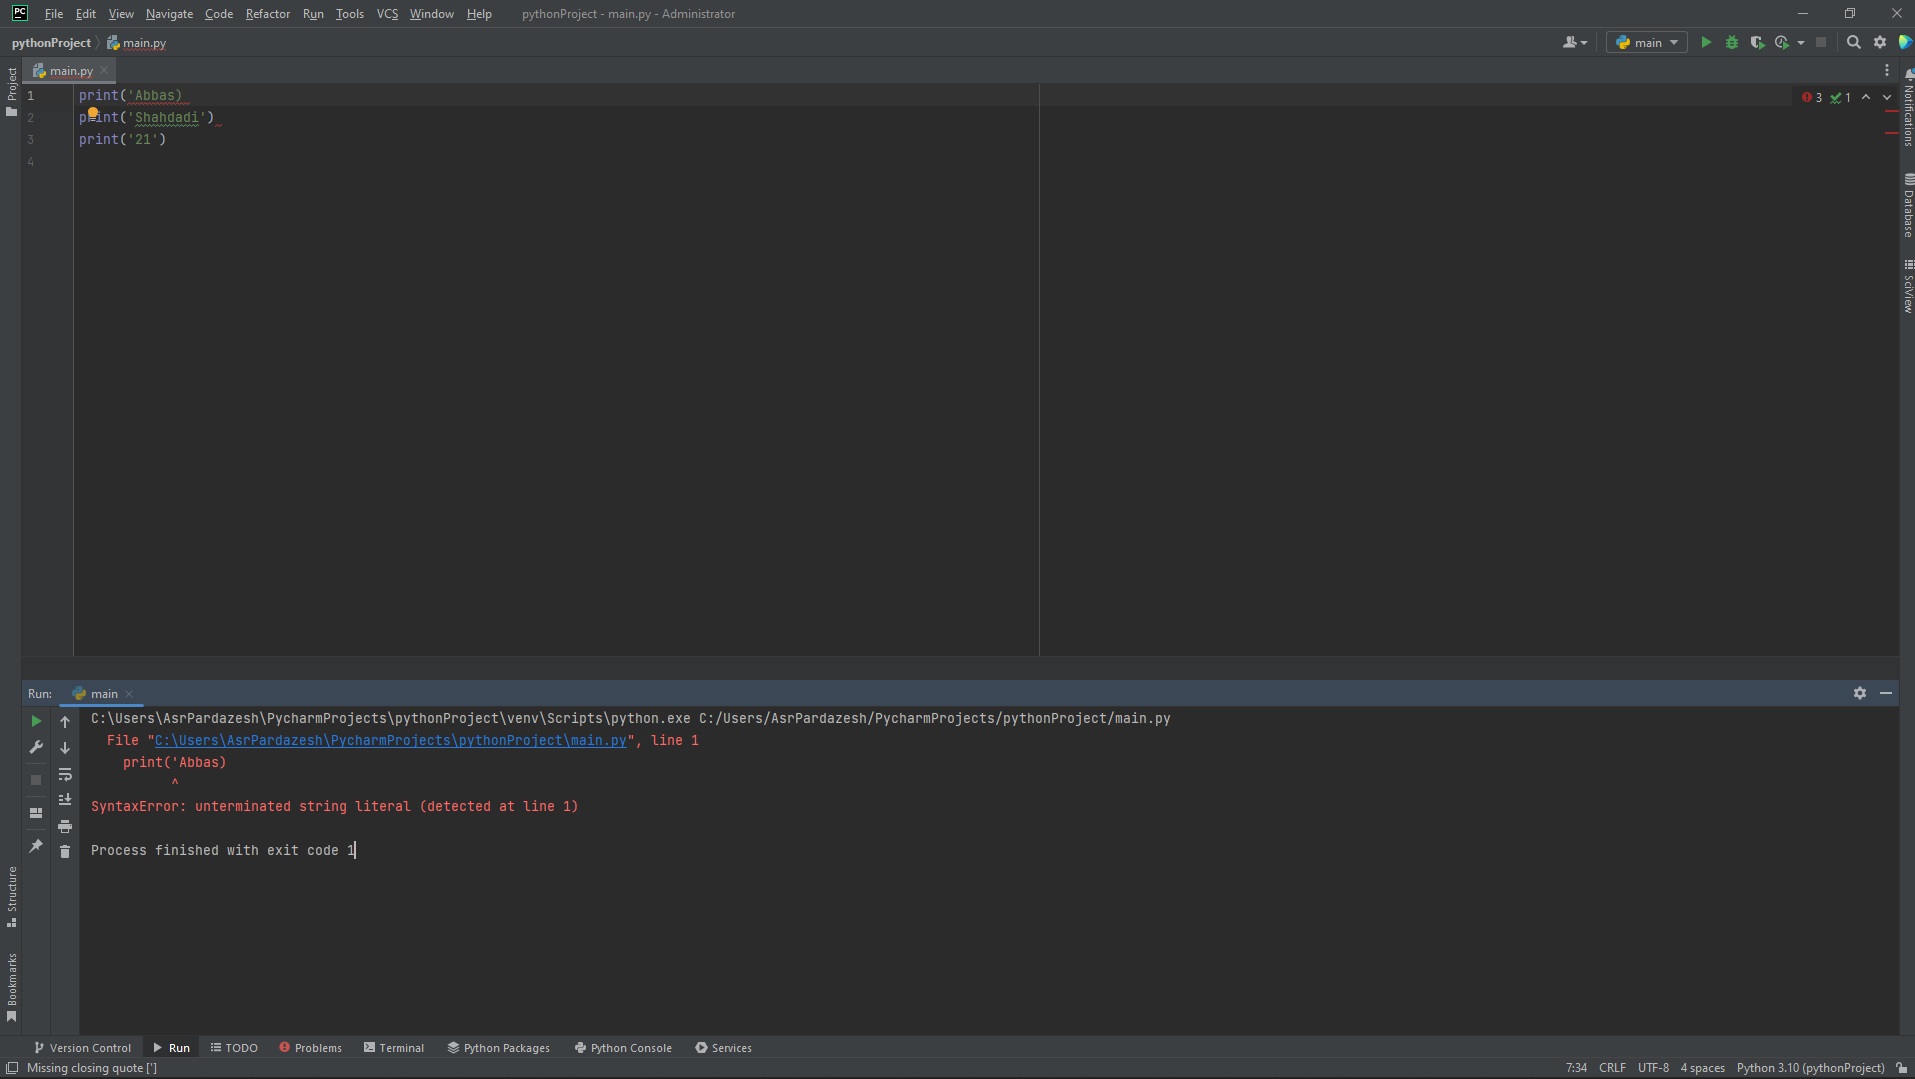 PC File Edit View Navigate Code Refactor Run Tools VCS Window Help pythonProject - main.py - Administrator
pythonProject main.py main
Project main.py
1 print('Abbas) 3 1
2 print('Shahdadi')
3 print('21')
4
Notifications
Database
SciView
Run: main
C:\Users\AsrPardazesh\PycharmProjects\pythonProject\venv\Scripts\python.exe C:/Users/AsrPardazesh/PycharmProjects/pythonProject/main.py
File "C:\Users\AsrPardazesh\PycharmProjects\pythonProject\main.py", line 1
print('Abbas)
^
SyntaxError: unterminated string literal (detected at line 1)
Process finished with exit code 1
Structure
Bookmarks
Version Control Run TODO Problems Terminal Python Packages Python Console Services
Missing closing quote ['] 7:34 CRLF UTF-8 4 spaces Python 3.10 (pythonProject)